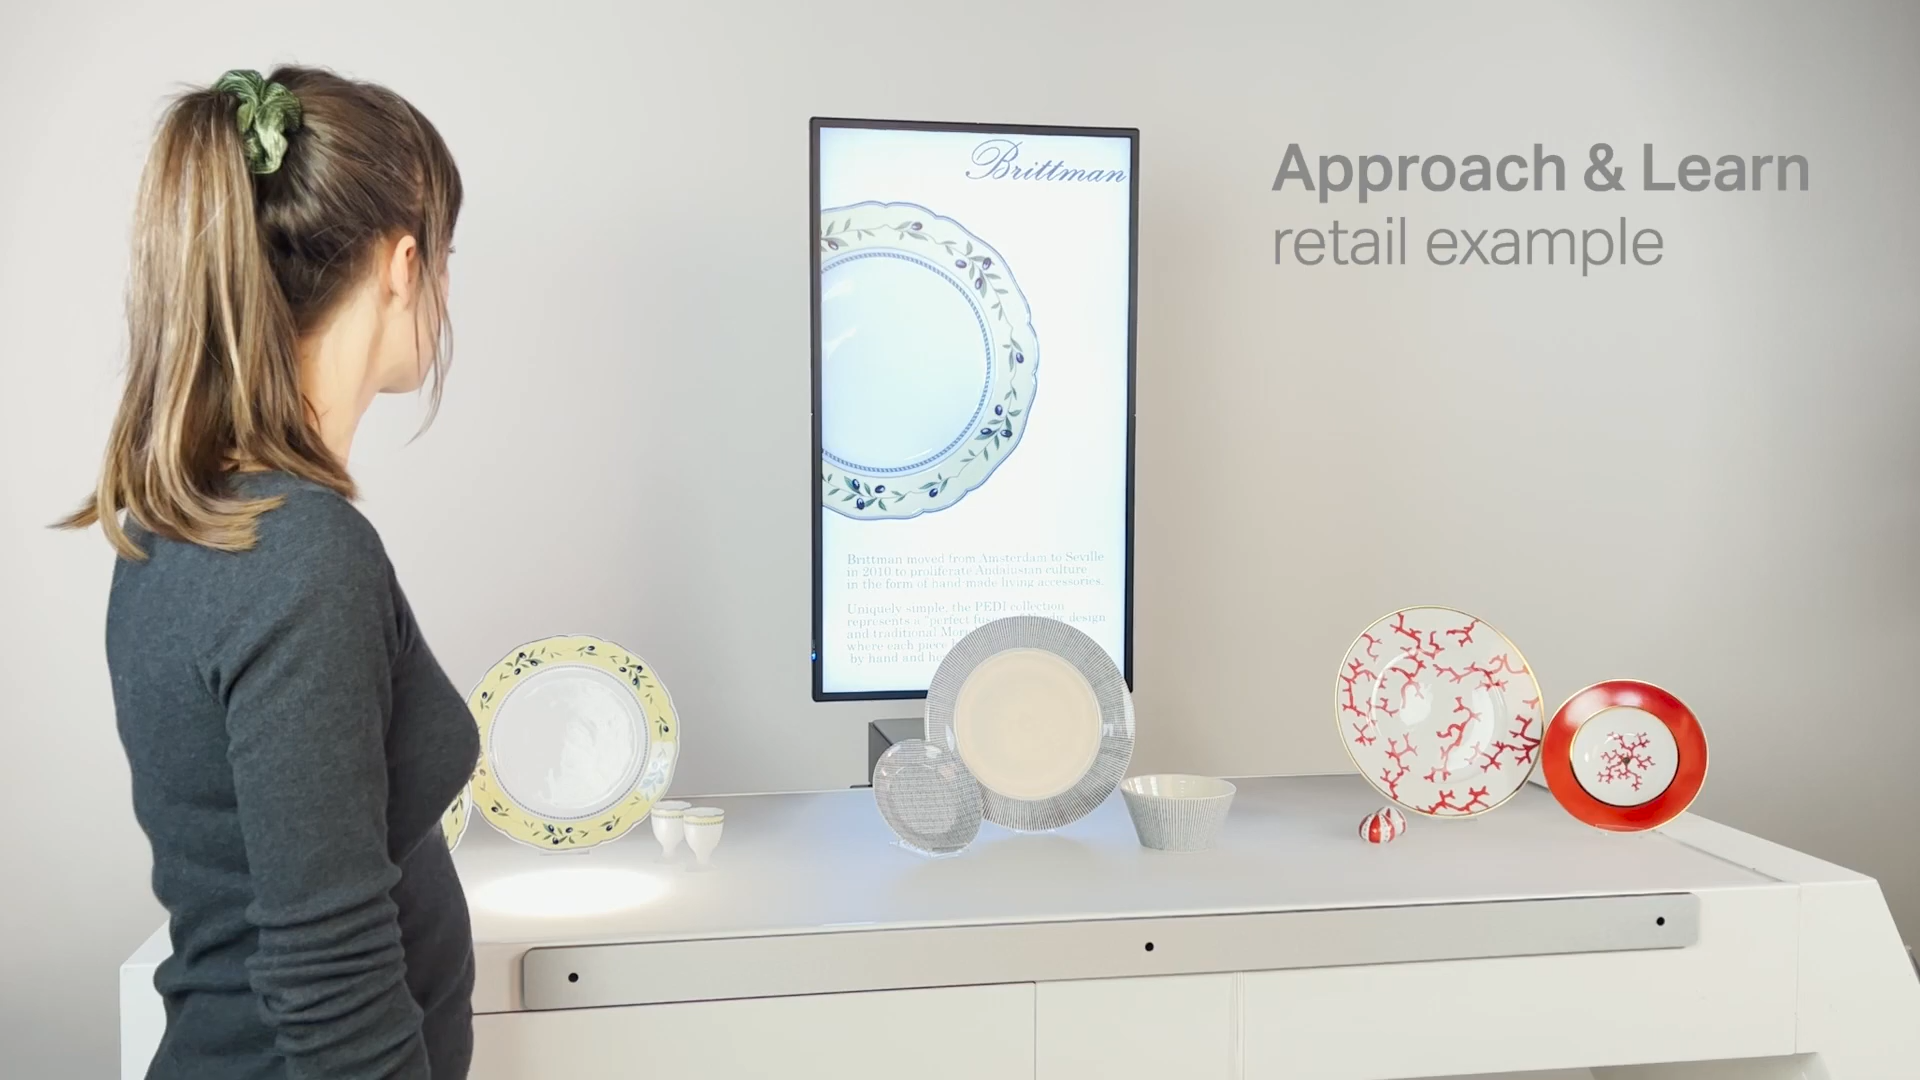 Brittman
Approach & Learn
retail example
Brittman moved from Amsterdam to Seville
in 2010 to proliferate Andalusian culture
in the form of hand made living accessories.
Uniquely simple, the PEDI collection
represents a "perfect design
and traditional
where each piece
by hand and